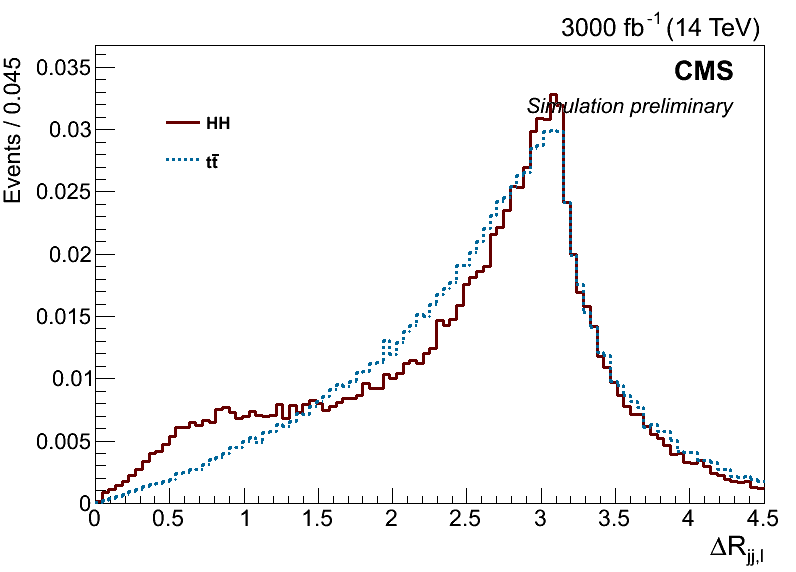 3000 fb⁻¹ (14 TeV)
CMS
Simulation preliminary
HH
tt̅
Events / 0.045
0.035
0.03
0.025
0.02
0.015
0.01
0.005
0
0 0.5 1 1.5 2 2.5 3 3.5 4 4.5
ΔR_jj,l